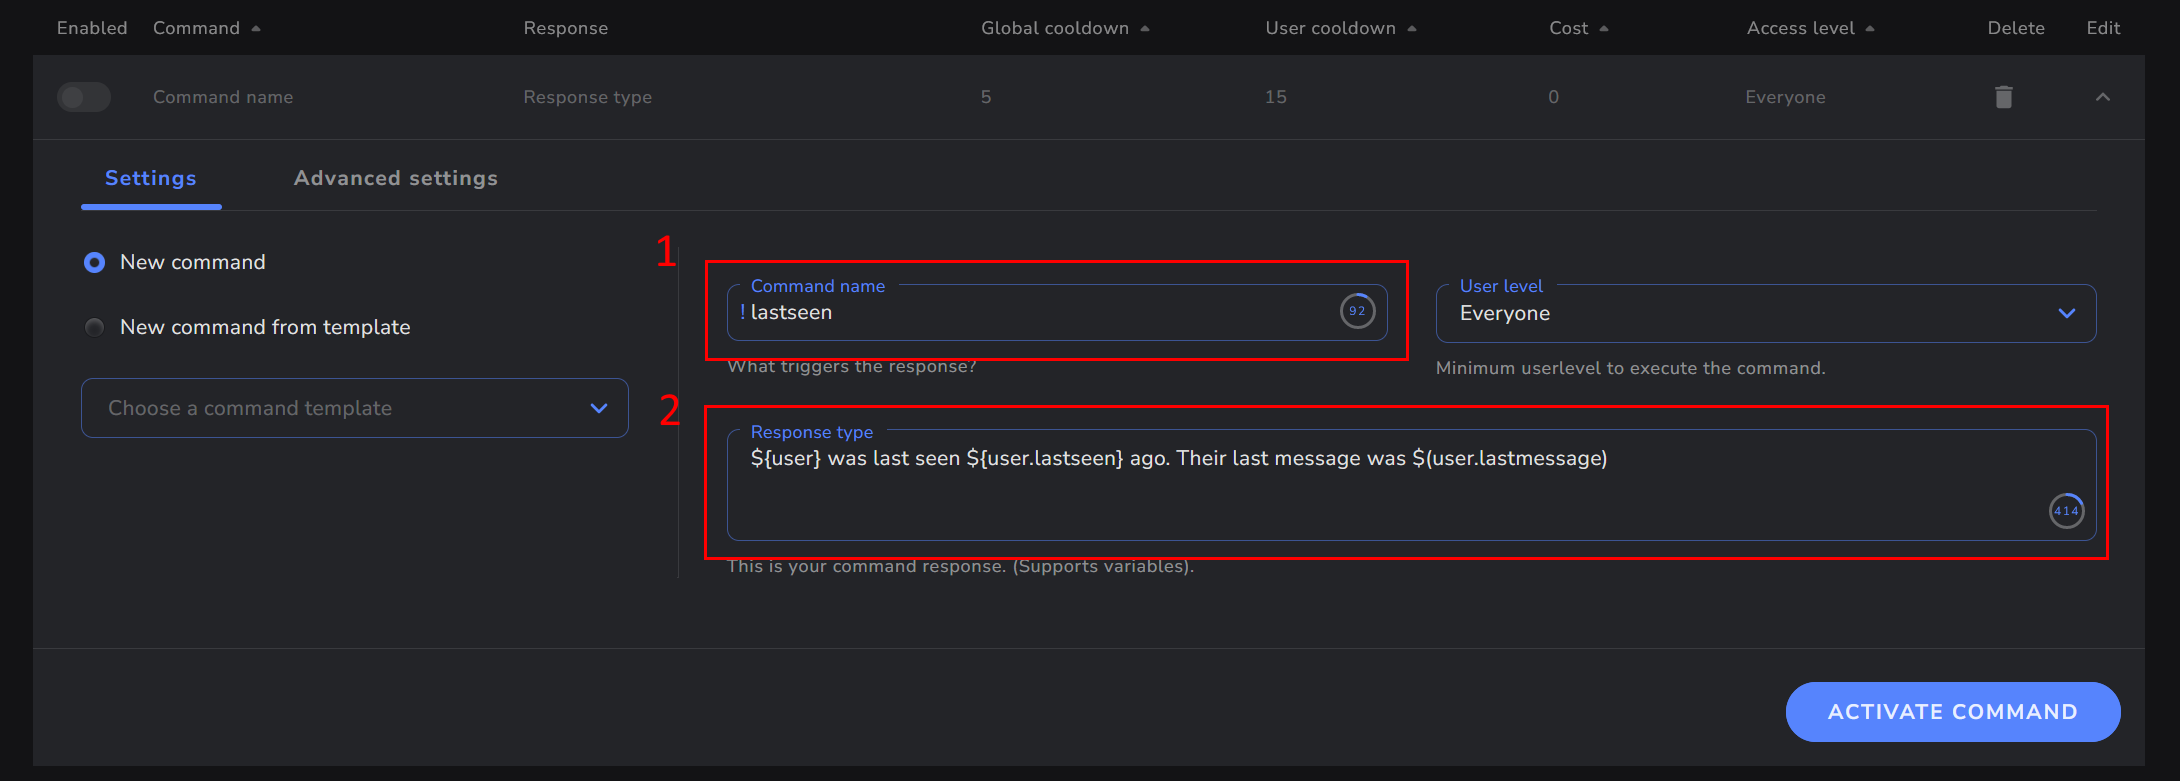 Enabled Command Response Global cooldown User cooldown Cost Access level Delete Edit
Command name Response type 5 15 0 Everyone
Settings Advanced settings
1
New command
Command name
! lastseen 92
What triggers the response?
User level
Everyone
Minimum userlevel to execute the command.
New command from template
Choose a command template
2
Response type
${user} was last seen ${user.lastseen} ago. Their last message was $(user.lastmessage)
414
This is your command response. (Supports variables).
ACTIVATE COMMAND